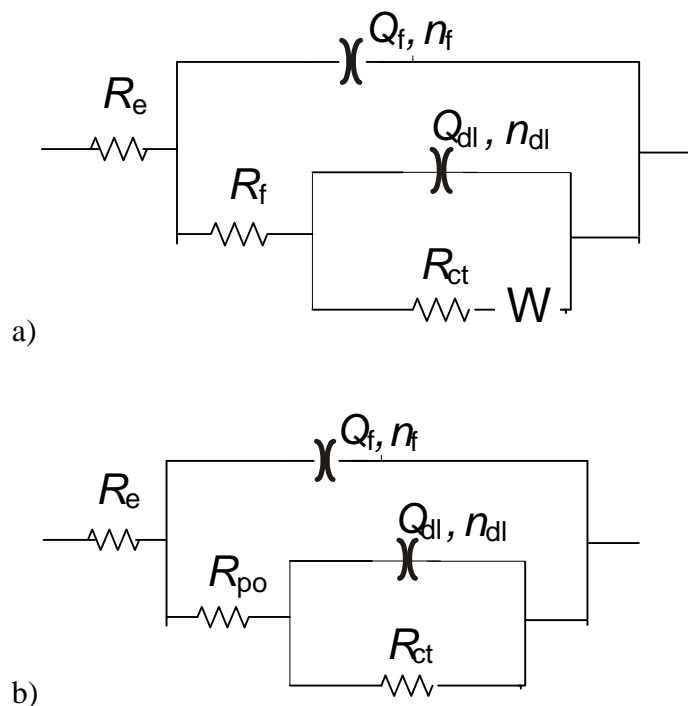 Qf, nf
Re
Qdl, ndl
Rf
Rct
W
a)
Qf, nf
Re
Qdl, ndl
Rpo
Rct
b)